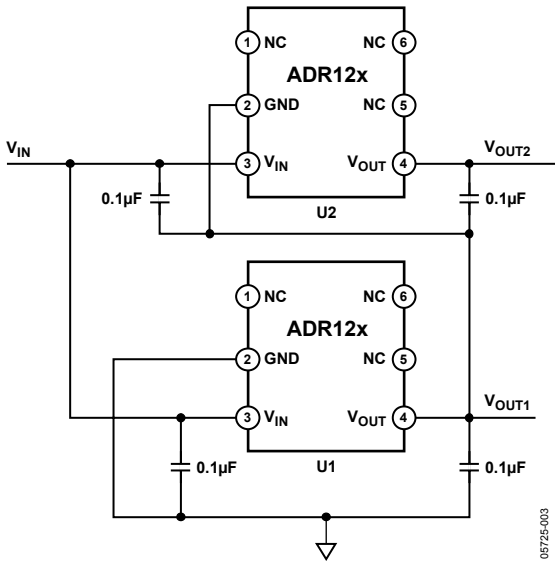 1 NC NC 6
ADR12x
2 GND NC 5
V_IN 3 V_IN V_OUT 4 V_OUT2
0.1µF 0.1µF
U2
1 NC NC 6
ADR12x
2 GND NC 5
3 V_IN V_OUT 4 V_OUT1
0.1µF U1 0.1µF
05725-003